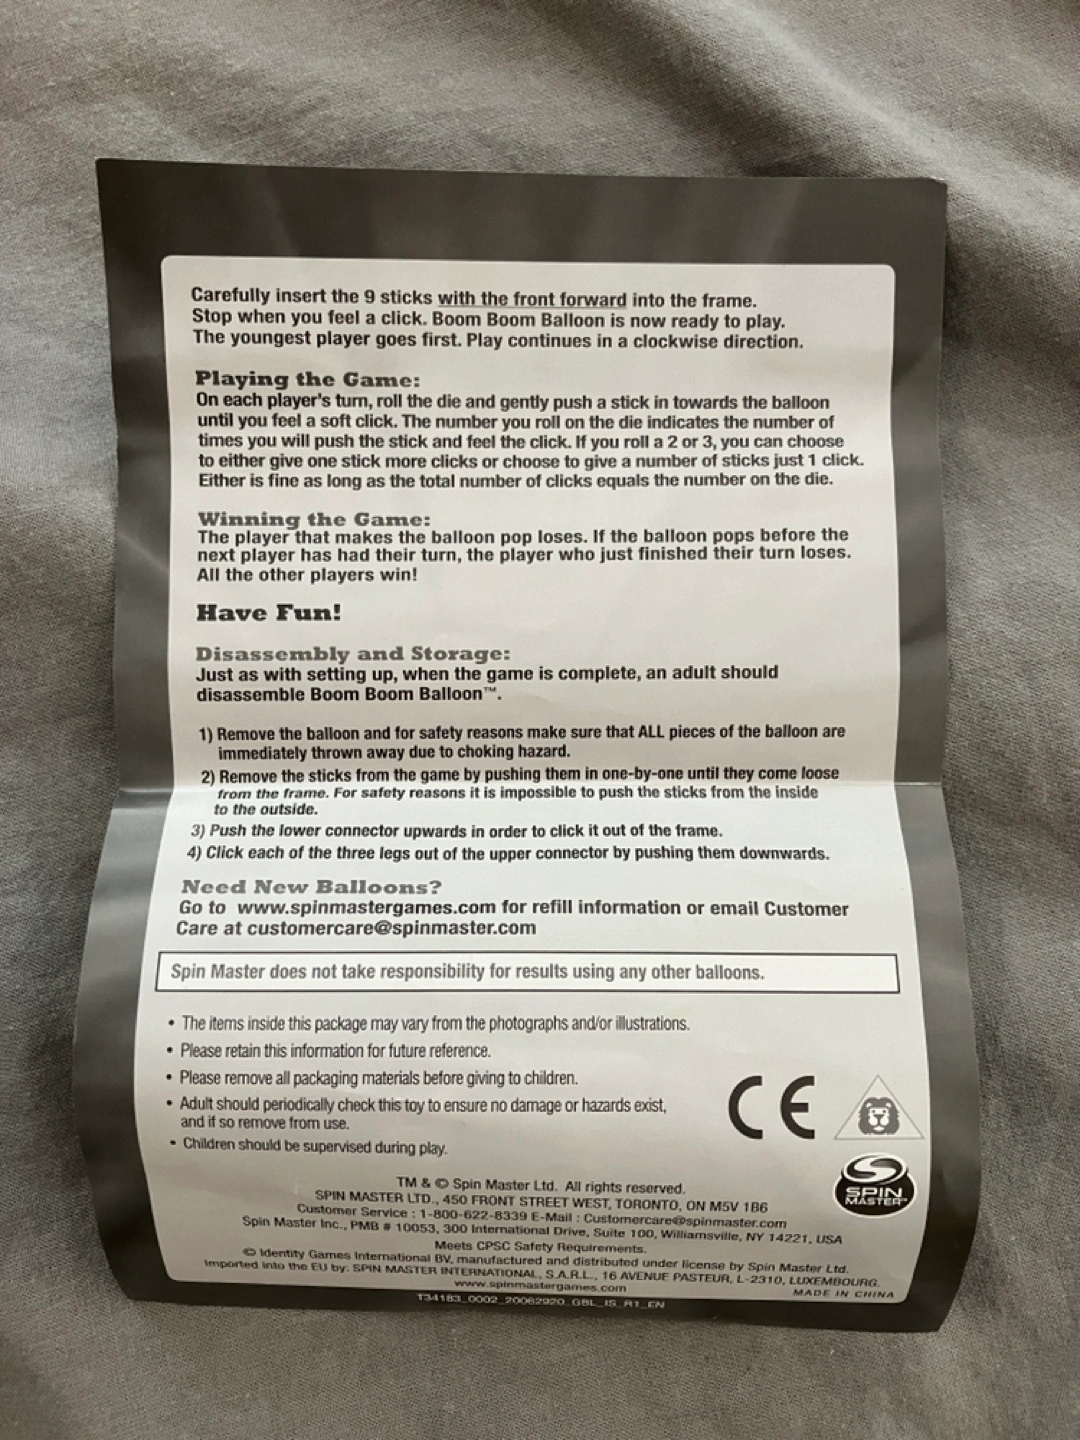 Carefully insert the 9 sticks with the front forward into the frame.
Stop when you feel a click. Boom Boom Balloon is now ready to play.
The youngest player goes first. Play continues in a clockwise direction.
Playing the Game:
On each player's turn, roll the die and gently push a stick in towards the balloon
until you feel a soft click. The number you roll on the die indicates the number of
times you will push the stick and feel the click. If you roll a 2 or 3, you can choose
to either give one stick more clicks or choose to give a number of sticks just 1 click.
Either is fine as long as the total number of clicks equals the number on the die.
Winning the Game:
The player that makes the balloon pop loses. If the balloon pops before the
next player has had their turn, the player who just finished their turn loses.
All the other players win!
Have Fun!
Disassembly and Storage:
Just as with setting up, when the game is complete, an adult should
disassemble Boom Boom Balloon™.
1) Remove the balloon and for safety reasons make sure that ALL pieces of the balloon are
immediately thrown away due to choking hazard.
2) Remove the sticks from the game by pushing them in one-by-one until they come loose
from the frame. For safety reasons it is impossible to push the sticks from the inside
to the outside.
3) Push the lower connector upwards in order to click it out of the frame.
4) Click each of the three legs out of the upper connector by pushing them downwards.
Need New Balloons?
Go to www.spinmastergames.com for refill information or email Customer
Care at customercare@spinmaster.com
Spin Master does not take responsibility for results using any other balloons.
• The items inside this package may vary from the photographs and/or illustrations.
• Please retain this information for future reference.
• Please remove all packaging materials before giving to children.
• Adult should periodically check this toy to ensure no damage or hazards exist,
and if so remove from use.
• Children should be supervised during play.
CE
SPIN
MASTER™
TM & © Spin Master Ltd. All rights reserved.
SPIN MASTER LTD., 450 FRONT STREET WEST, TORONTO, ON M5V 1B6
Customer Service : 1-800-622-8339 E-Mail : Customercare@spinmaster.com
Spin Master Inc., PMB # 10053, 300 International Drive, Suite 100, Williamsville, NY 14221, USA
Meets CPSC Safety Requirements.
© Identity Games International BV, manufactured and distributed under license by Spin Master Ltd.
Imported into the EU by: SPIN MASTER INTERNATIONAL, S.A.R.L., 16 AVENUE PASTEUR, L-2310, LUXEMBOURG.
www.spinmastergames.com
MADE IN CHINA
T34183_0002_20062920_GBL_IS_R1_EN